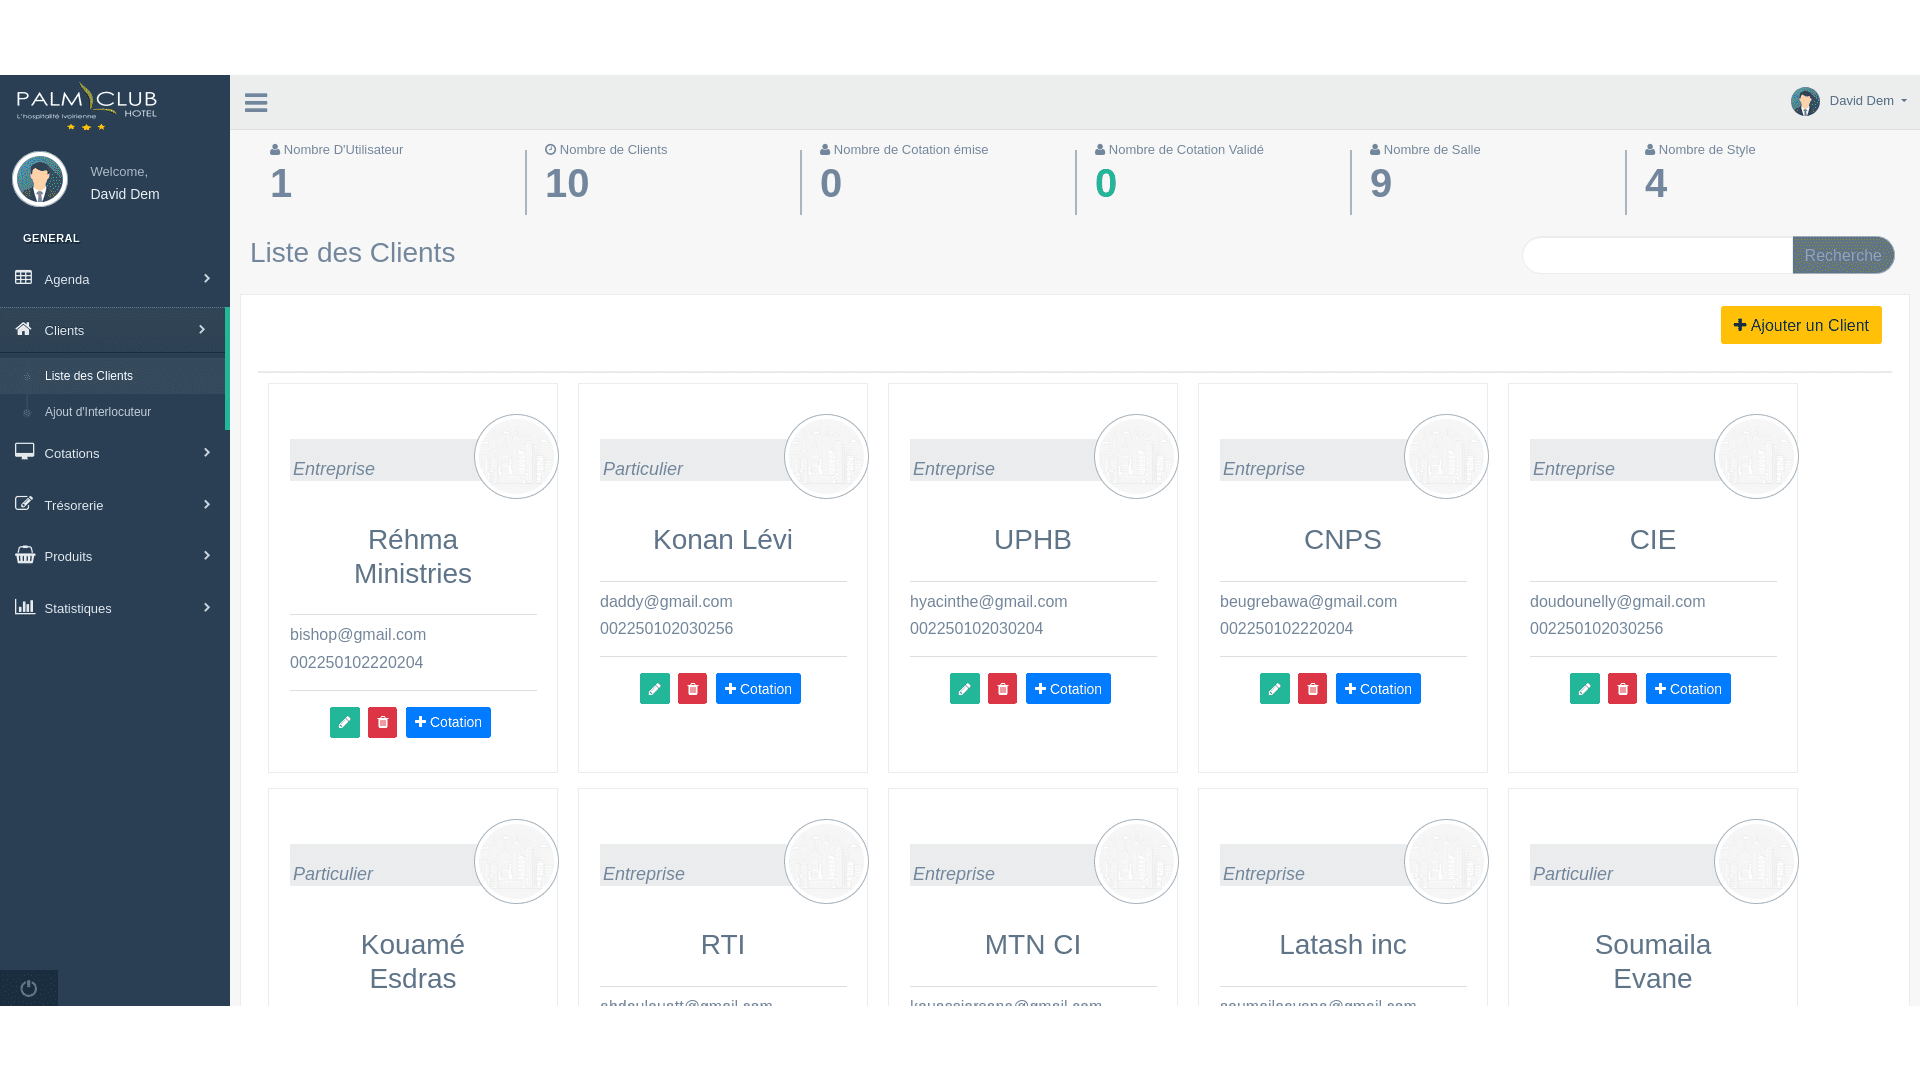 PALM CLUB
L'hospitalité Ivoirienne HOTEL
David Dem
Welcome,
David Dem
GENERAL
Agenda
Clients
Liste des Clients
Ajout d'Interlocuteur
Cotations
Trésorerie
Produits
Statistiques
Nombre D'Utilisateur
1
Nombre de Clients
10
Nombre de Cotation émise
0
Nombre de Cotation Validé
0
Nombre de Salle
9
Nombre de Style
4
Liste des Clients
Recherche
Ajouter un Client
Entreprise
Réhma
Ministries
bishop@gmail.com
002250102220204
Cotation
Particulier
Konan Lévi
daddy@gmail.com
002250102030256
Cotation
Entreprise
UPHB
hyacinthe@gmail.com
002250102030204
Cotation
Entreprise
CNPS
beugrebawa@gmail.com
002250102220204
Cotation
Entreprise
CIE
doudounelly@gmail.com
002250102030256
Cotation
Particulier
Kouamé
Esdras
Entreprise
RTI
Entreprise
MTN CI
Entreprise
Latash inc
Particulier
Soumaila
Evane